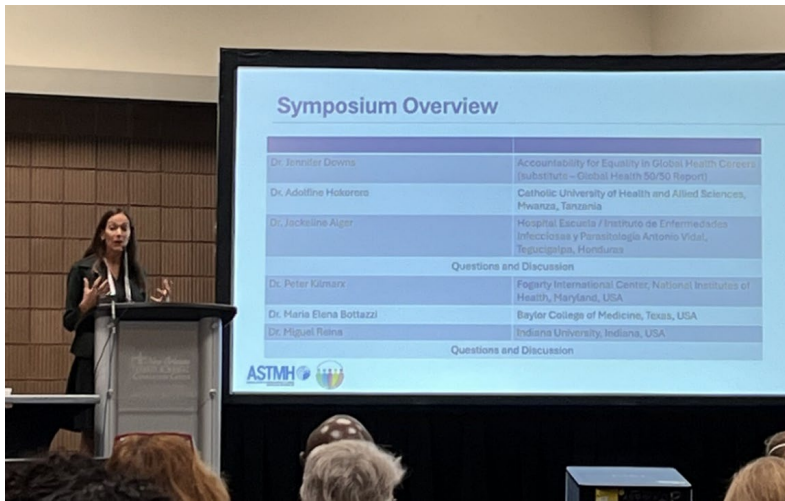 Symposium Overview
Dr. Jennifer Downs
Accountability for Equality in Global Health Careers
(substitute – Global Health 50/50 Report)
Dr. Adolfine Hokororo
Catholic University of Health and Allied Sciences,
Mwanza, Tanzania
Dr. Jackeline Alger
Hospital Escuela / Instituto de Enfermedades
Infecciosas y Parasitología Antonio Vidal,
Tegucigalpa, Honduras
Questions and Discussion
Dr. Peter Kilmarx
Fogarty International Center, National Institutes of
Health, Maryland, USA
Dr. Maria Elena Bottazzi
Baylor College of Medicine, Texas, USA
Dr. Miguel Reina
Indiana University, Indiana, USA
Questions and Discussion
ASTMH
New Orleans
Convention Center